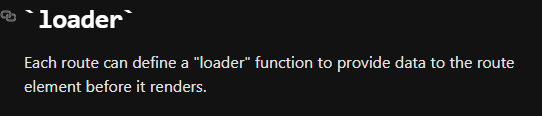 `loader`
Each route can define a "loader" function to provide data to the route
element before it renders.